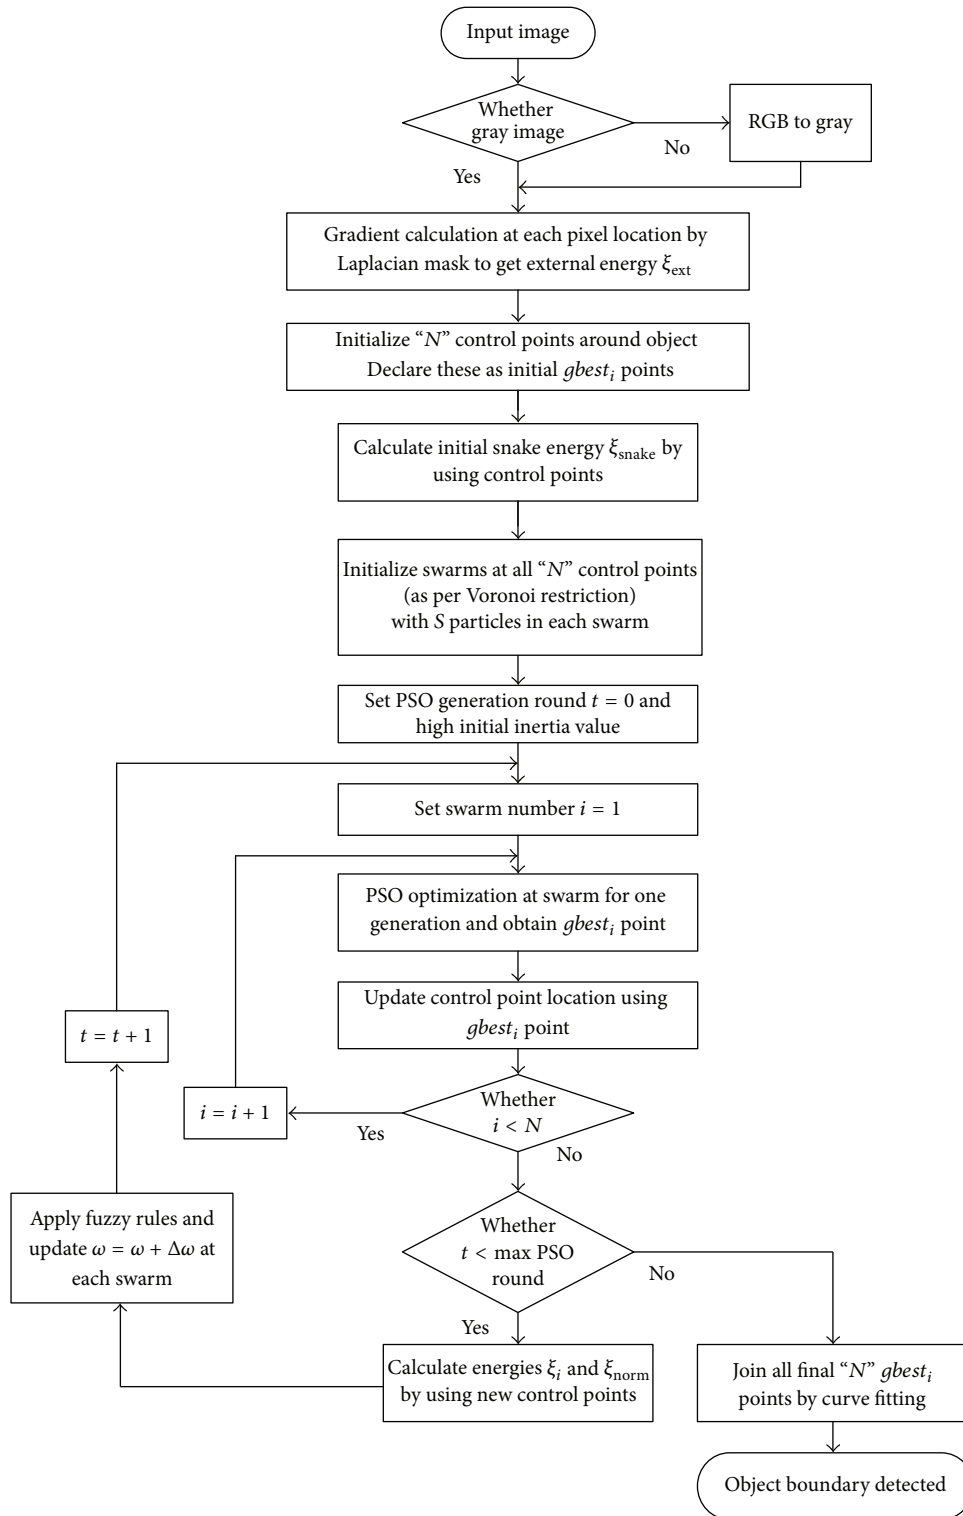 Input image
Whether
gray image
No
RGB to gray
Yes
Gradient calculation at each pixel location by
Laplacian mask to get external energy ξext
Initialize “N” control points around object
Declare these as initial gbesti points
Calculate initial snake energy ξsnake by
using control points
Initialize swarms at all “N” control points
(as per Voronoi restriction)
with S particles in each swarm
Set PSO generation round t = 0 and
high initial inertia value
Set swarm number i = 1
PSO optimization at swarm for one
generation and obtain gbesti point
Update control point location using
gbesti point
t = t + 1
Whether
i < N
i = i + 1
Yes
No
Apply fuzzy rules and
update ω = ω + Δω at
each swarm
Whether
t < max PSO
round
No
Yes
Calculate energies ξi and ξnorm
by using new control points
Join all final “N” gbesti
points by curve fitting
Object boundary detected